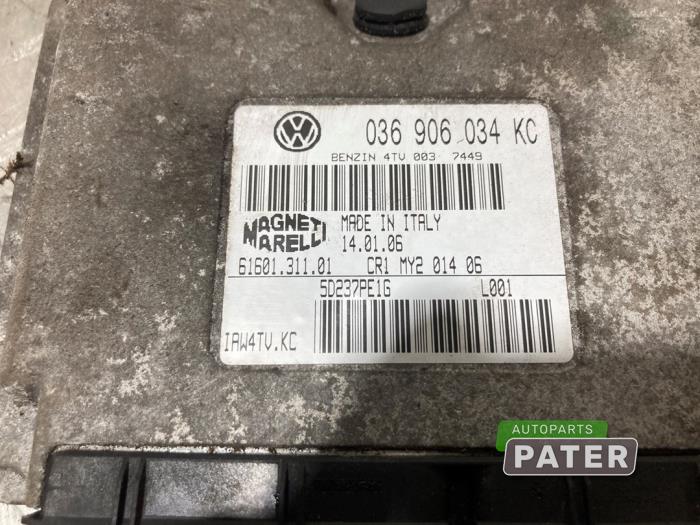 036 906 034 KC
BENZIN 4TV 003 7449
MAGNETI MARELLI
MADE IN ITALY
14.01.06
61601.311.01 CR1 MY2 014 06
5D237PE1G L001
IAW4TV.KC
AUTOPARTS
PATER